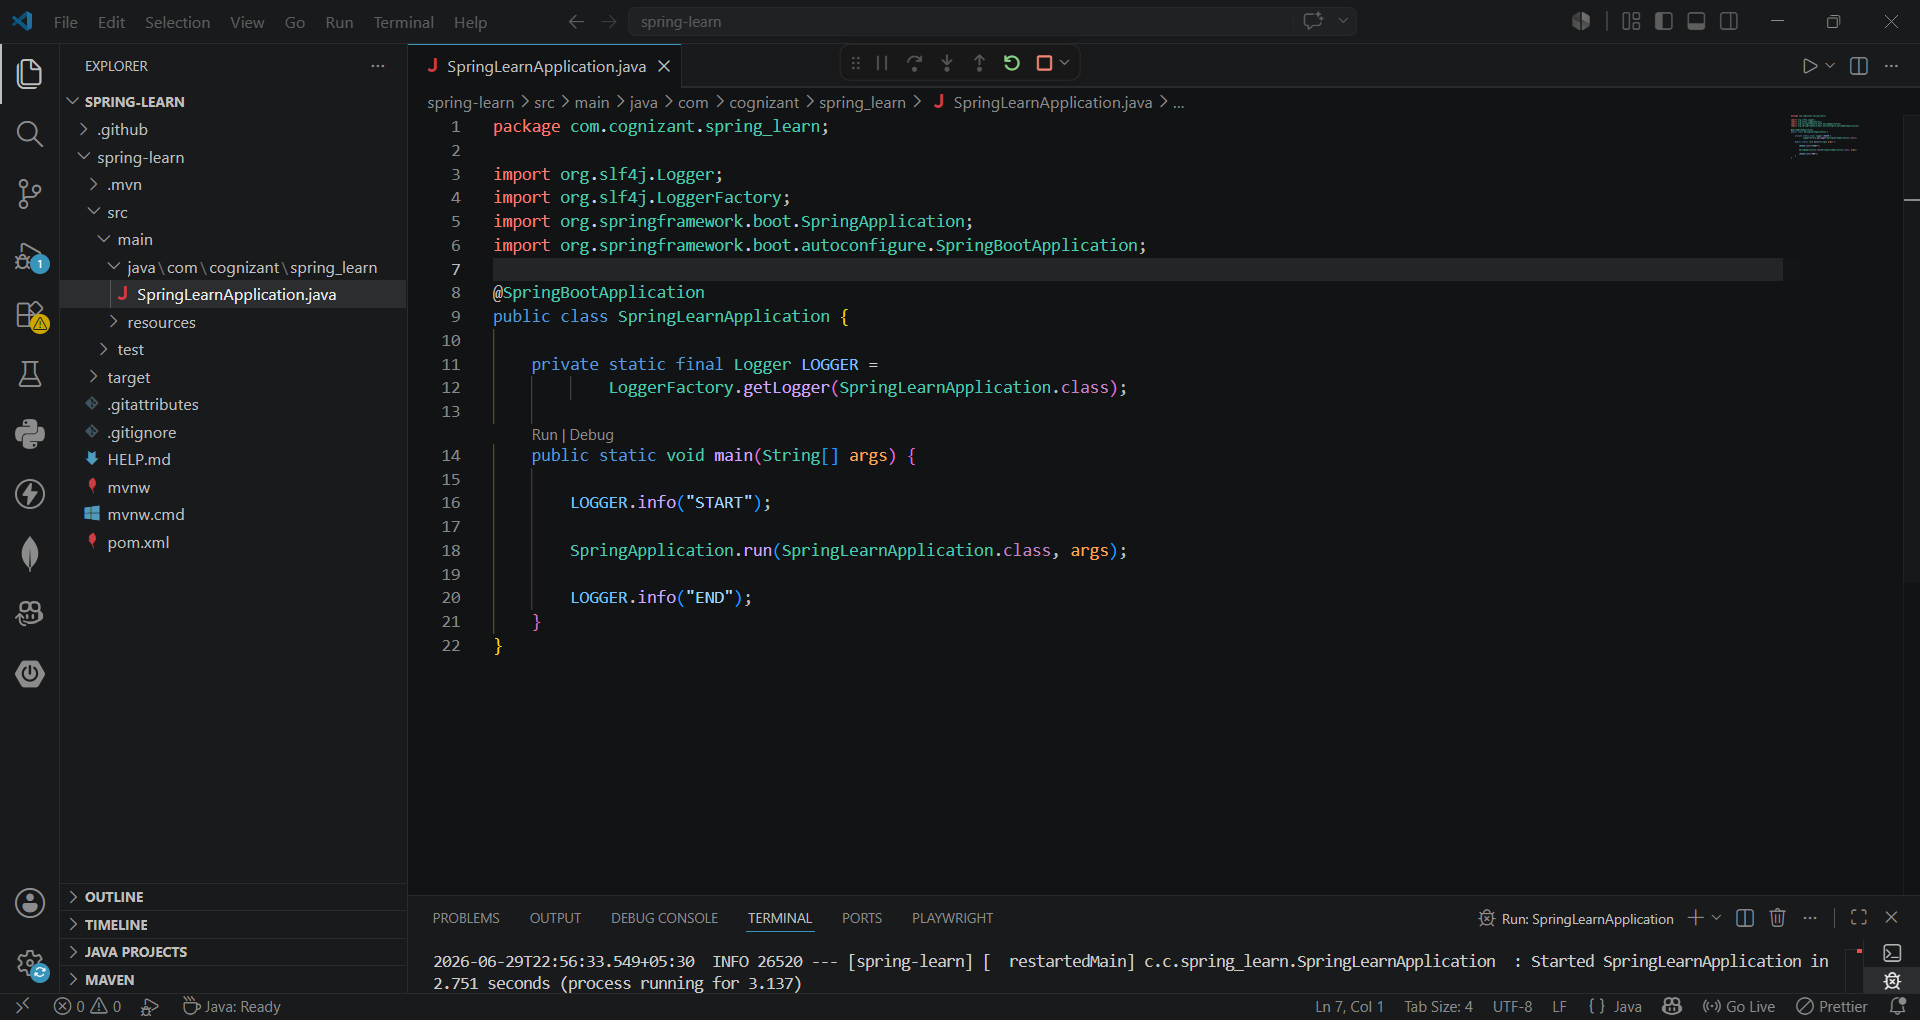 File Edit Selection View Go Run Terminal Help
spring-learn
EXPLORER
SPRING-LEARN
.github
spring-learn
.mvn
src
main
java\com\cognizant\spring_learn
SpringLearnApplication.java
resources
test
target
.gitattributes
.gitignore
HELP.md
mvnw
mvnw.cmd
pom.xml
OUTLINE
TIMELINE
JAVA PROJECTS
MAVEN
1
J SpringLearnApplication.java
spring-learn > src > main > java > com > cognizant > spring_learn > J SpringLearnApplication.java > ...
1 package com.cognizant.spring_learn;
2
3 import org.slf4j.Logger;
4 import org.slf4j.LoggerFactory;
5 import org.springframework.boot.SpringApplication;
6 import org.springframework.boot.autoconfigure.SpringBootApplication;
7
8 @SpringBootApplication
9 public class SpringLearnApplication {
10
11 private static final Logger LOGGER =
12 LoggerFactory.getLogger(SpringLearnApplication.class);
13
Run | Debug
14 public static void main(String[] args) {
15
16 LOGGER.info("START");
17
18 SpringApplication.run(SpringLearnApplication.class, args);
19
20 LOGGER.info("END");
21 }
22 }
PROBLEMS OUTPUT DEBUG CONSOLE TERMINAL PORTS PLAYWRIGHT
Run: SpringLearnApplication
2026-06-29T22:56:33.549+05:30 INFO 26520 --- [spring-learn] [ restartedMain] c.c.spring_learn.SpringLearnApplication : Started SpringLearnApplication in
2.751 seconds (process running for 3.137)
0 0 Java: Ready
Ln 7, Col 1 Tab Size: 4 UTF-8 LF { } Java Go Live Prettier